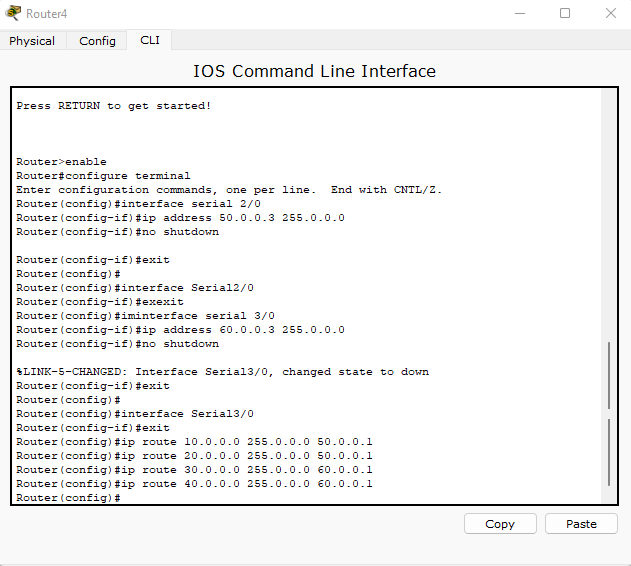 Router4
Physical Config CLI
IOS Command Line Interface
Press RETURN to get started!
Router>enable
Router#configure terminal
Enter configuration commands, one per line.  End with CNTL/Z.
Router(config)#interface serial 2/0
Router(config-if)#ip address 50.0.0.3 255.0.0.0
Router(config-if)#no shutdown
Router(config-if)#exit
Router(config)#
Router(config)#interface Serial2/0
Router(config-if)#exexit
Router(config)#iminterface serial 3/0
Router(config-if)#ip address 60.0.0.3 255.0.0.0
Router(config-if)#no shutdown
%LINK-5-CHANGED: Interface Serial3/0, changed state to down
Router(config-if)#exit
Router(config)#
Router(config)#interface Serial3/0
Router(config-if)#exit
Router(config)#ip route 10.0.0.0 255.0.0.0 50.0.0.1
Router(config)#ip route 20.0.0.0 255.0.0.0 50.0.0.1
Router(config)#ip route 30.0.0.0 255.0.0.0 60.0.0.1
Router(config)#ip route 40.0.0.0 255.0.0.0 60.0.0.1
Router(config)#
Copy Paste